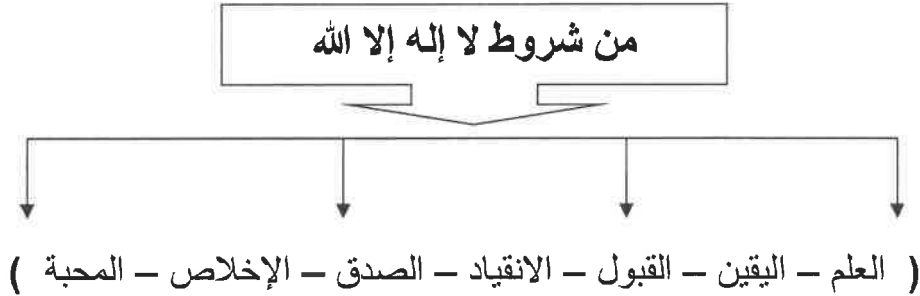 من شروط لا إله إلا الله
( العلم – اليقين – القبول – الانقياد – الصدق – الإخلاص – المحبة )